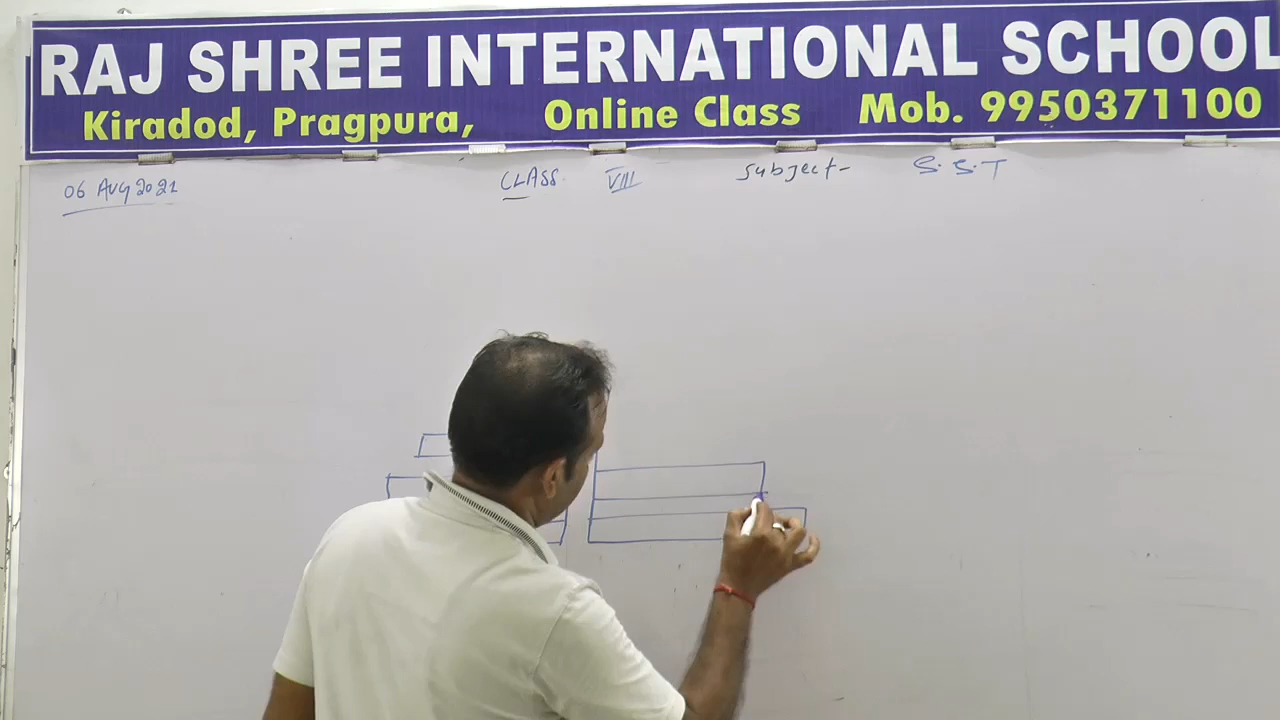 RAJ SHREE INTERNATIONAL SCHOOL
Kiradod, Pragpura, Online Class Mob. 9950371100
06 AUG 2021 CLASS. VIII Subject- S.S.T